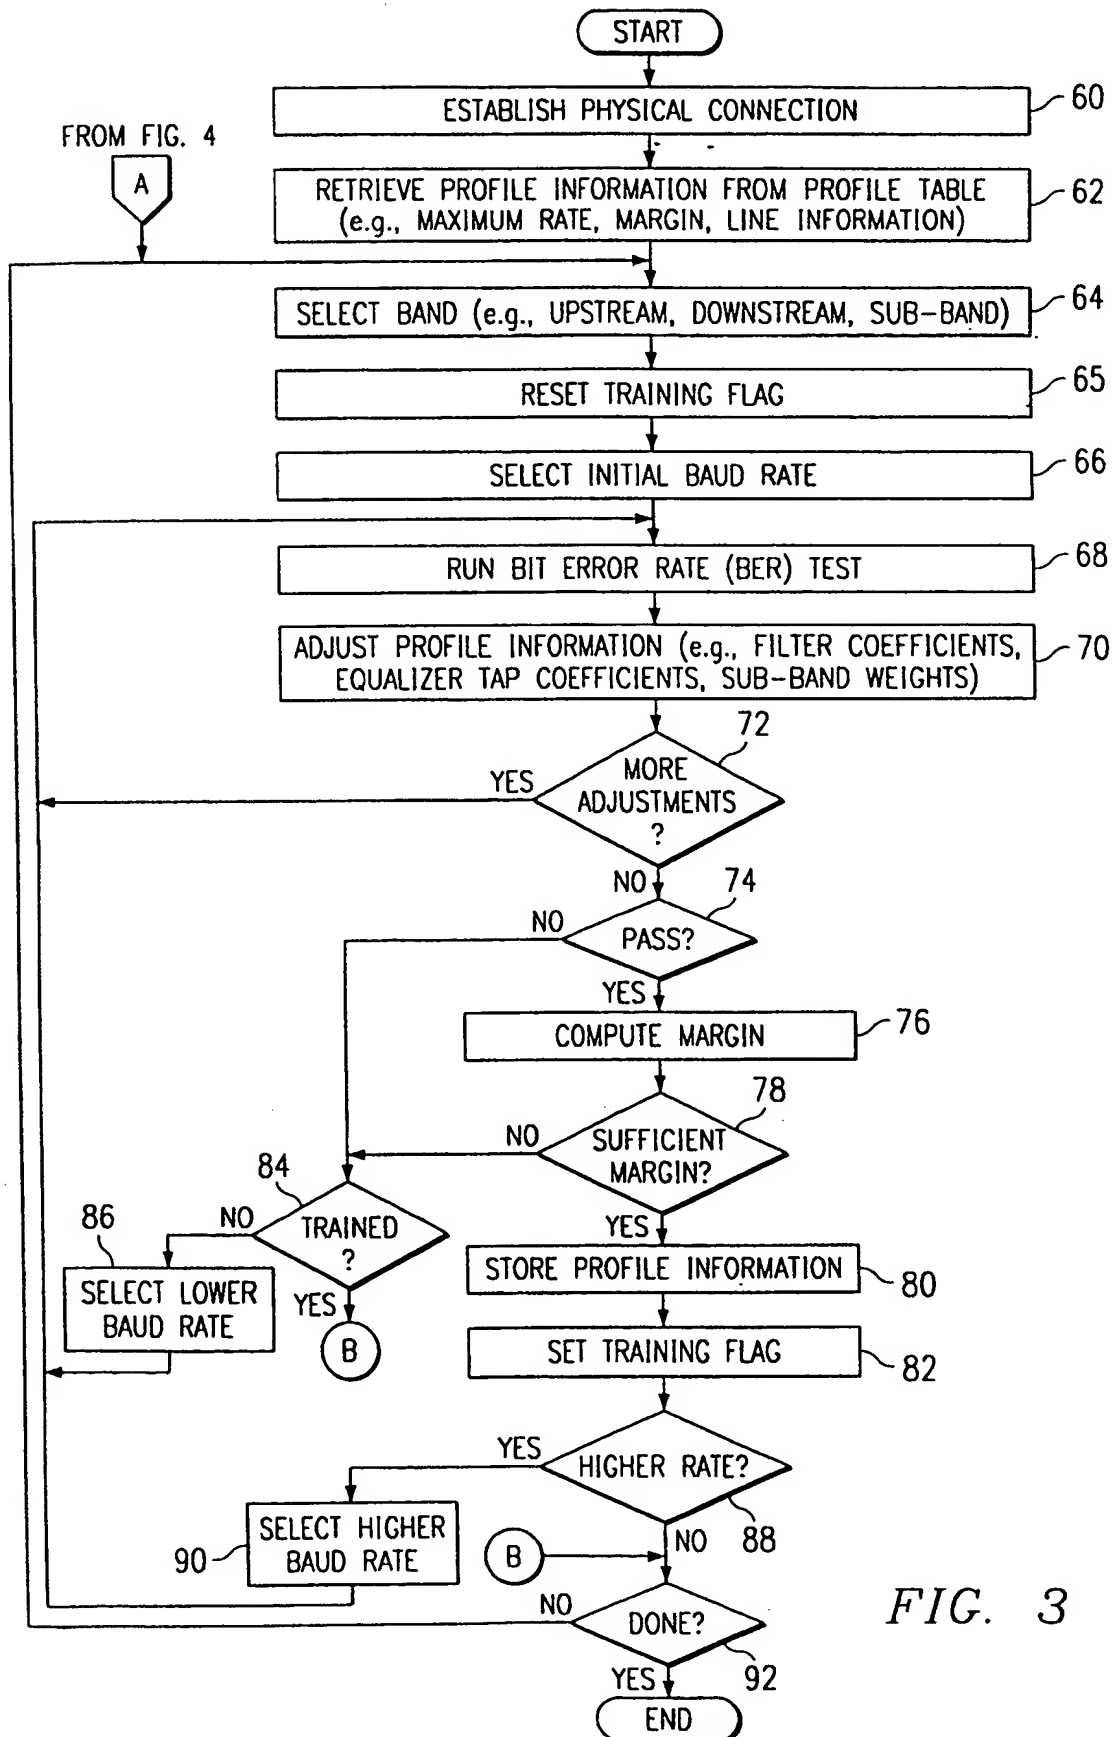 START
ESTABLISH PHYSICAL CONNECTION
60
FROM FIG. 4
A
RETRIEVE PROFILE INFORMATION FROM PROFILE TABLE
(e.g., MAXIMUM RATE, MARGIN, LINE INFORMATION)
62
SELECT BAND (e.g., UPSTREAM, DOWNSTREAM, SUB-BAND)
64
RESET TRAINING FLAG
65
SELECT INITIAL BAUD RATE
66
RUN BIT ERROR RATE (BER) TEST
68
ADJUST PROFILE INFORMATION (e.g., FILTER COEFFICIENTS,
EQUALIZER TAP COEFFICIENTS, SUB-BAND WEIGHTS)
70
72
YES
MORE
ADJUSTMENTS
?
NO
74
NO
PASS?
YES
COMPUTE MARGIN
76
78
NO
SUFFICIENT
MARGIN?
YES
84
NO
TRAINED
?
YES
B
86
SELECT LOWER
BAUD RATE
STORE PROFILE INFORMATION
80
SET TRAINING FLAG
82
YES
HIGHER RATE?
88
NO
SELECT HIGHER
BAUD RATE
90
B
NO
DONE?
92
YES
END
FIG. 3